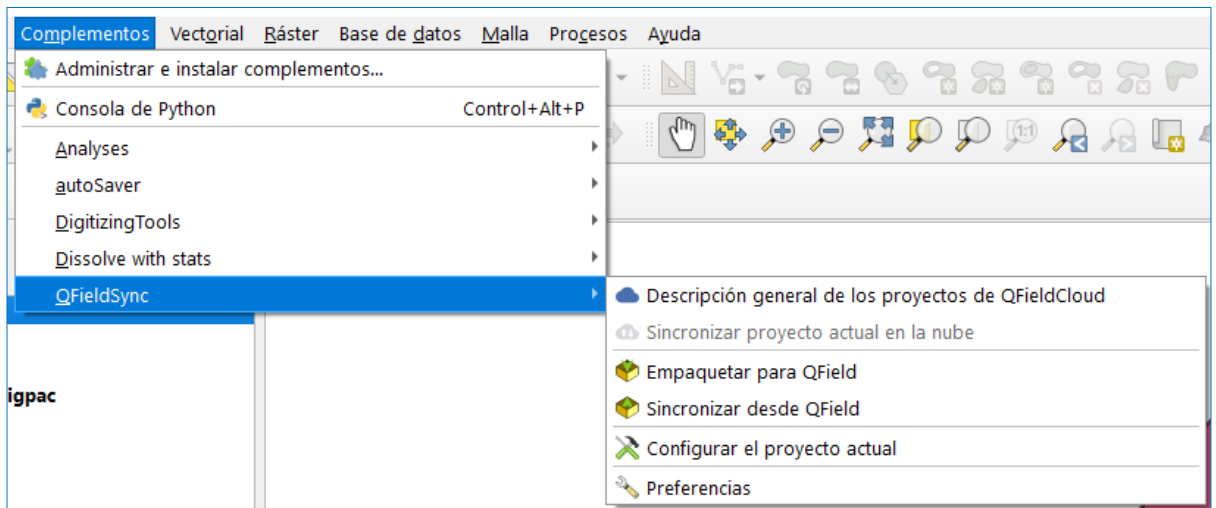 Complementos Vectorial Ráster Base de datos Malla Procesos Ayuda
Administrar e instalar complementos...
Consola de Python Control+Alt+P
Analyses
autoSaver
DigitizingTools
Dissolve with stats
QFieldSync
Descripción general de los proyectos de QFieldCloud
Sincronizar proyecto actual en la nube
Empaquetar para QField
Sincronizar desde QField
Configurar el proyecto actual
Preferencias
igpac
1:1